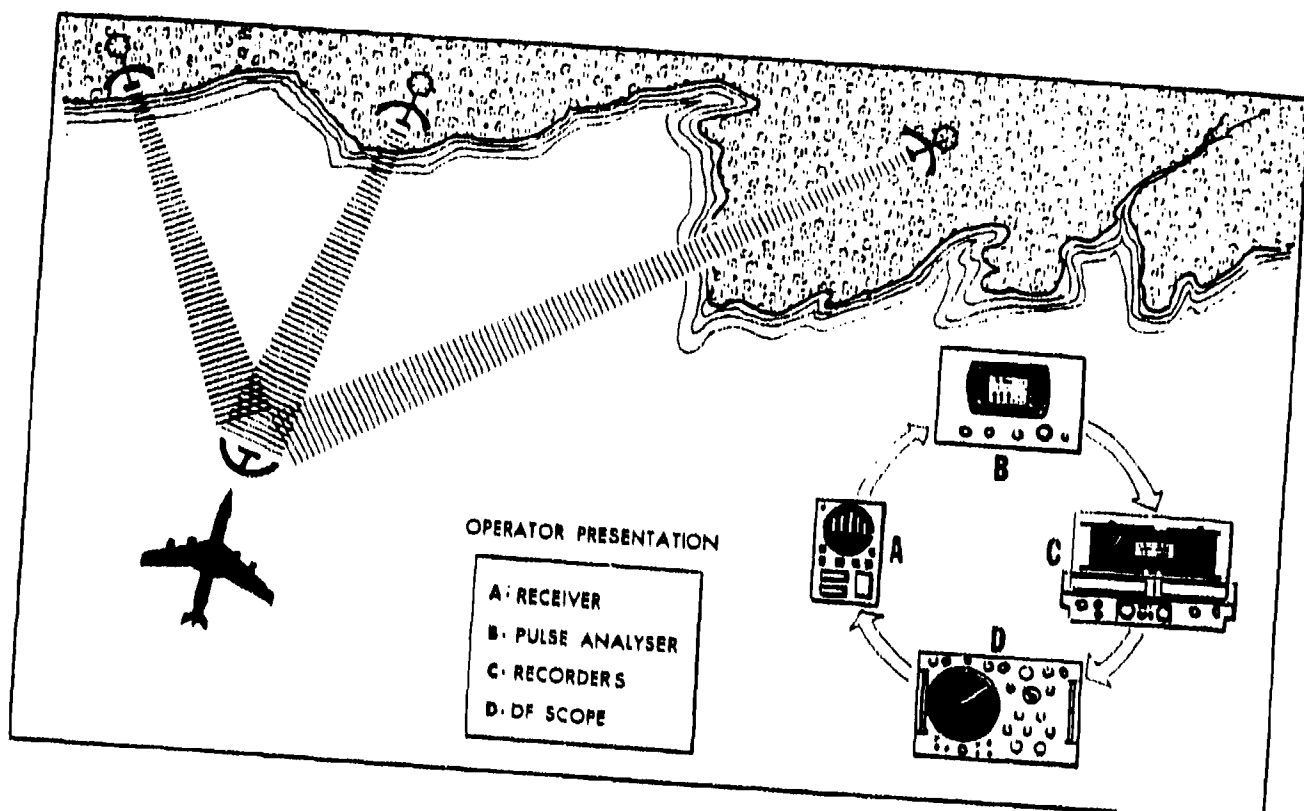 OPERATOR PRESENTATION
A: RECEIVER
B: PULSE ANALYSER
C: RECORDERS
D: DF SCOPE
B
A
C
D